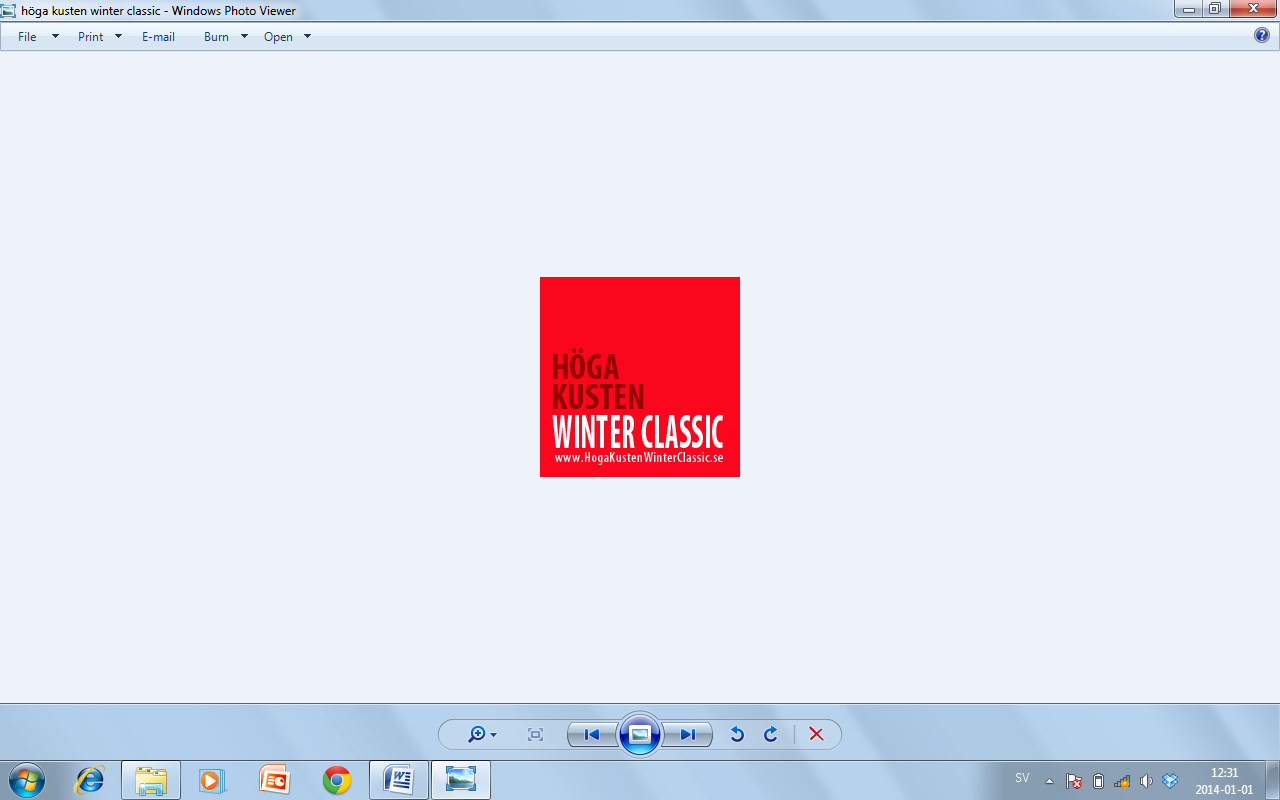 höga kusten winter classic - Windows Photo Viewer
File Print E-mail Burn Open
HÖGA
KUSTEN
WINTER CLASSIC
www.HogaKustenWinterClassic.se
SV
12:31
2014-01-01